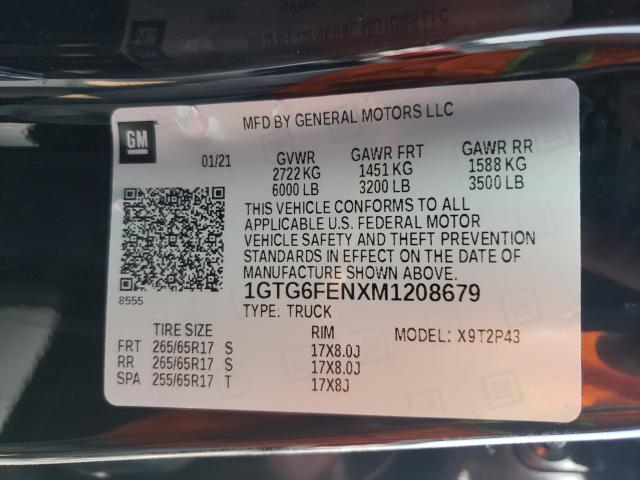 MFD BY GENERAL MOTORS LLC
GM
01/21 GVWR GAWR FRT GAWR RR
2722 KG 1451 KG 1588 KG
6000 LB 3200 LB 3500 LB
THIS VEHICLE CONFORMS TO ALL
APPLICABLE U.S. FEDERAL MOTOR
VEHICLE SAFETY AND THEFT PREVENTION
STANDARDS IN EFFECT ON THE DATE OF
MANUFACTURE SHOWN ABOVE.
8555
1GTG6FENXM1208679
TYPE: TRUCK
TIRE SIZE RIM MODEL: X9T2P43
FRT 265/65R17 S 17X8.0J
RR 265/65R17 S 17X8.0J
SPA 255/65R17 T 17X8J
GM